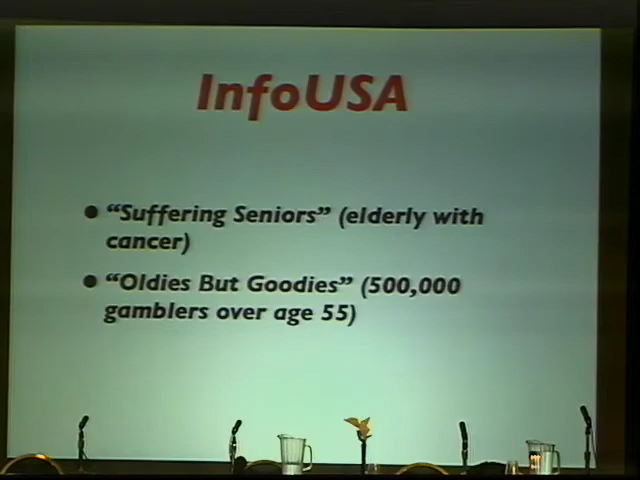 InfoUSA
● “Suffering Seniors” (elderly with
cancer)
● “Oldies But Goodies” (500,000
gamblers over age 55)